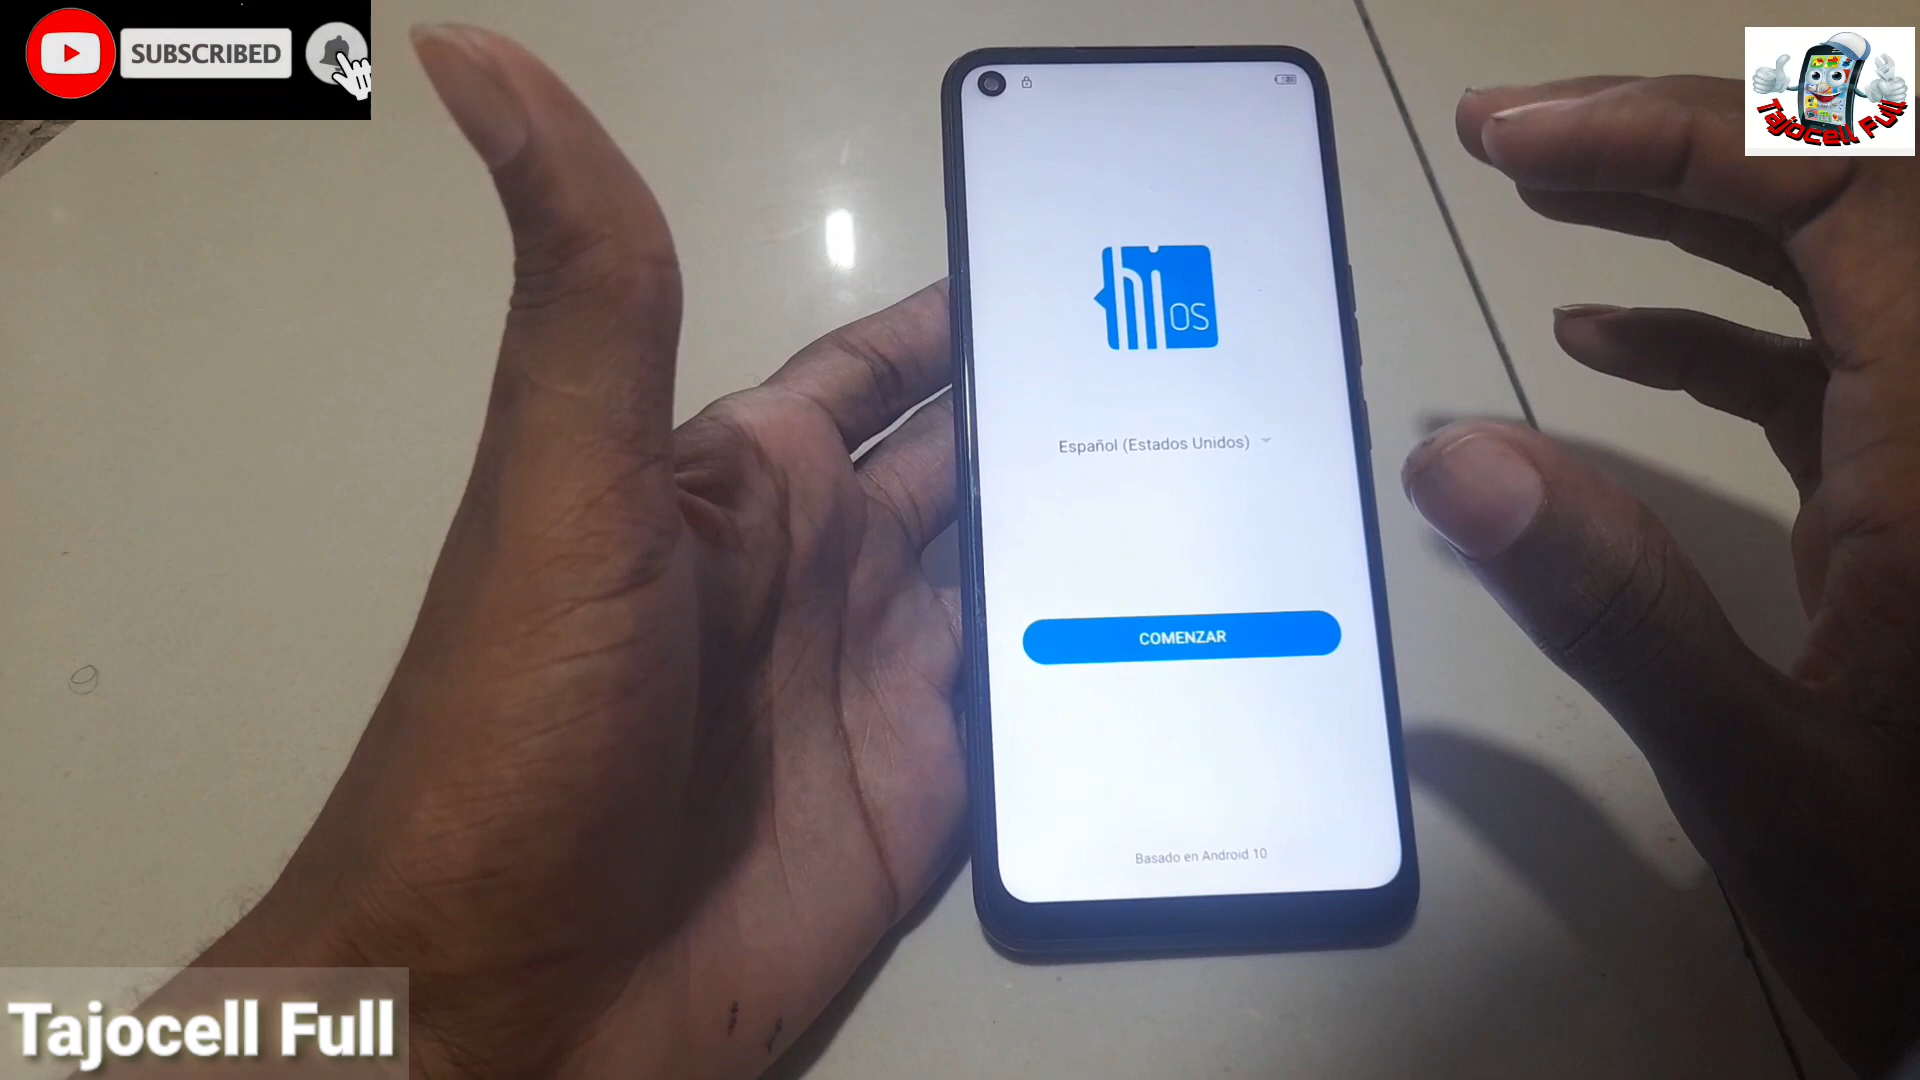 SUBSCRIBED
Tajocell Full
hi OS
Español (Estados Unidos)
COMENZAR
Basado en Android 10
Tajocell Full